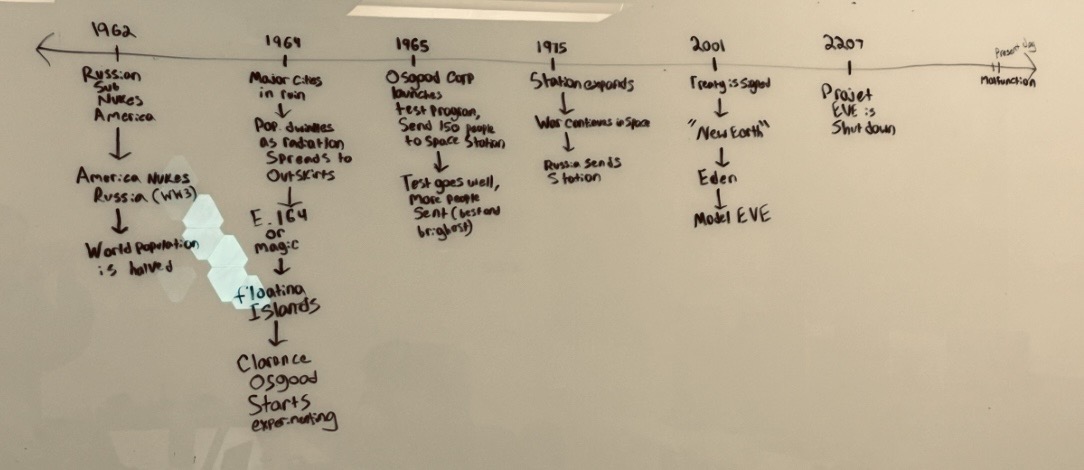 1962
Russian
Sub
Nukes
America
America Nukes
Russia (WW3)
World population
is halved
1964
Major Cities
in ruin
Pop. dwindles
as radiation
Spreads to
Outskirts
E. 164
or
magic
floating
Islands
Clarence
Osgood
Starts
experimenting
1965
Osgood Corp
launches
test program,
Send 150 people
to Space Station
Test goes well,
More people
Sent (best and
brightest)
1975
Station expands
War Continues in Space
Russia Sends
Station
2001
Treaty is Signed
"New Earth"
Eden
Model EVE
2207
Projet
EVE is
Shut down
Present day
Malfunction